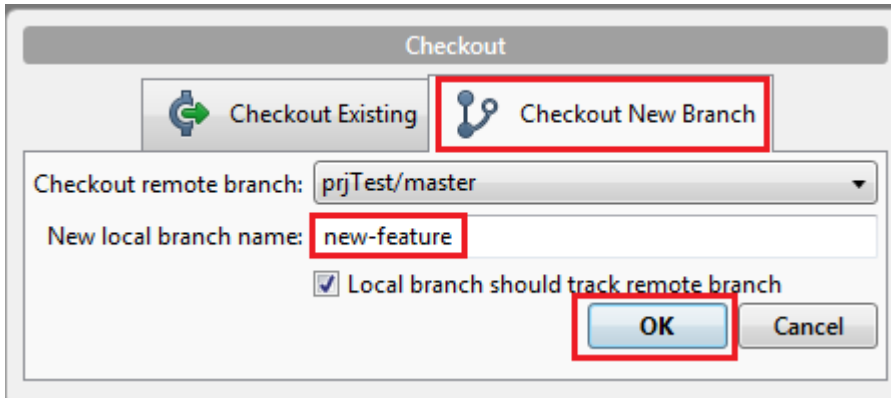 Checkout
Checkout Existing
Checkout New Branch
Checkout remote branch: prjTest/master
New local branch name: new-feature
Local branch should track remote branch
OK Cancel